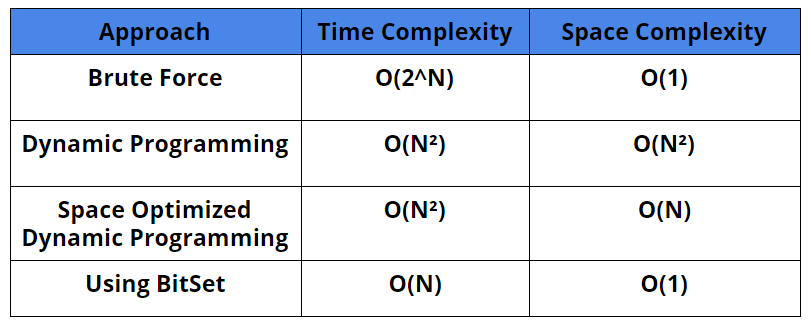 Approach Time Complexity Space Complexity
Brute Force O(2^N) O(1)
Dynamic Programming O(N²) O(N²)
Space Optimized
Dynamic Programming O(N²) O(N)
Using BitSet O(N) O(1)